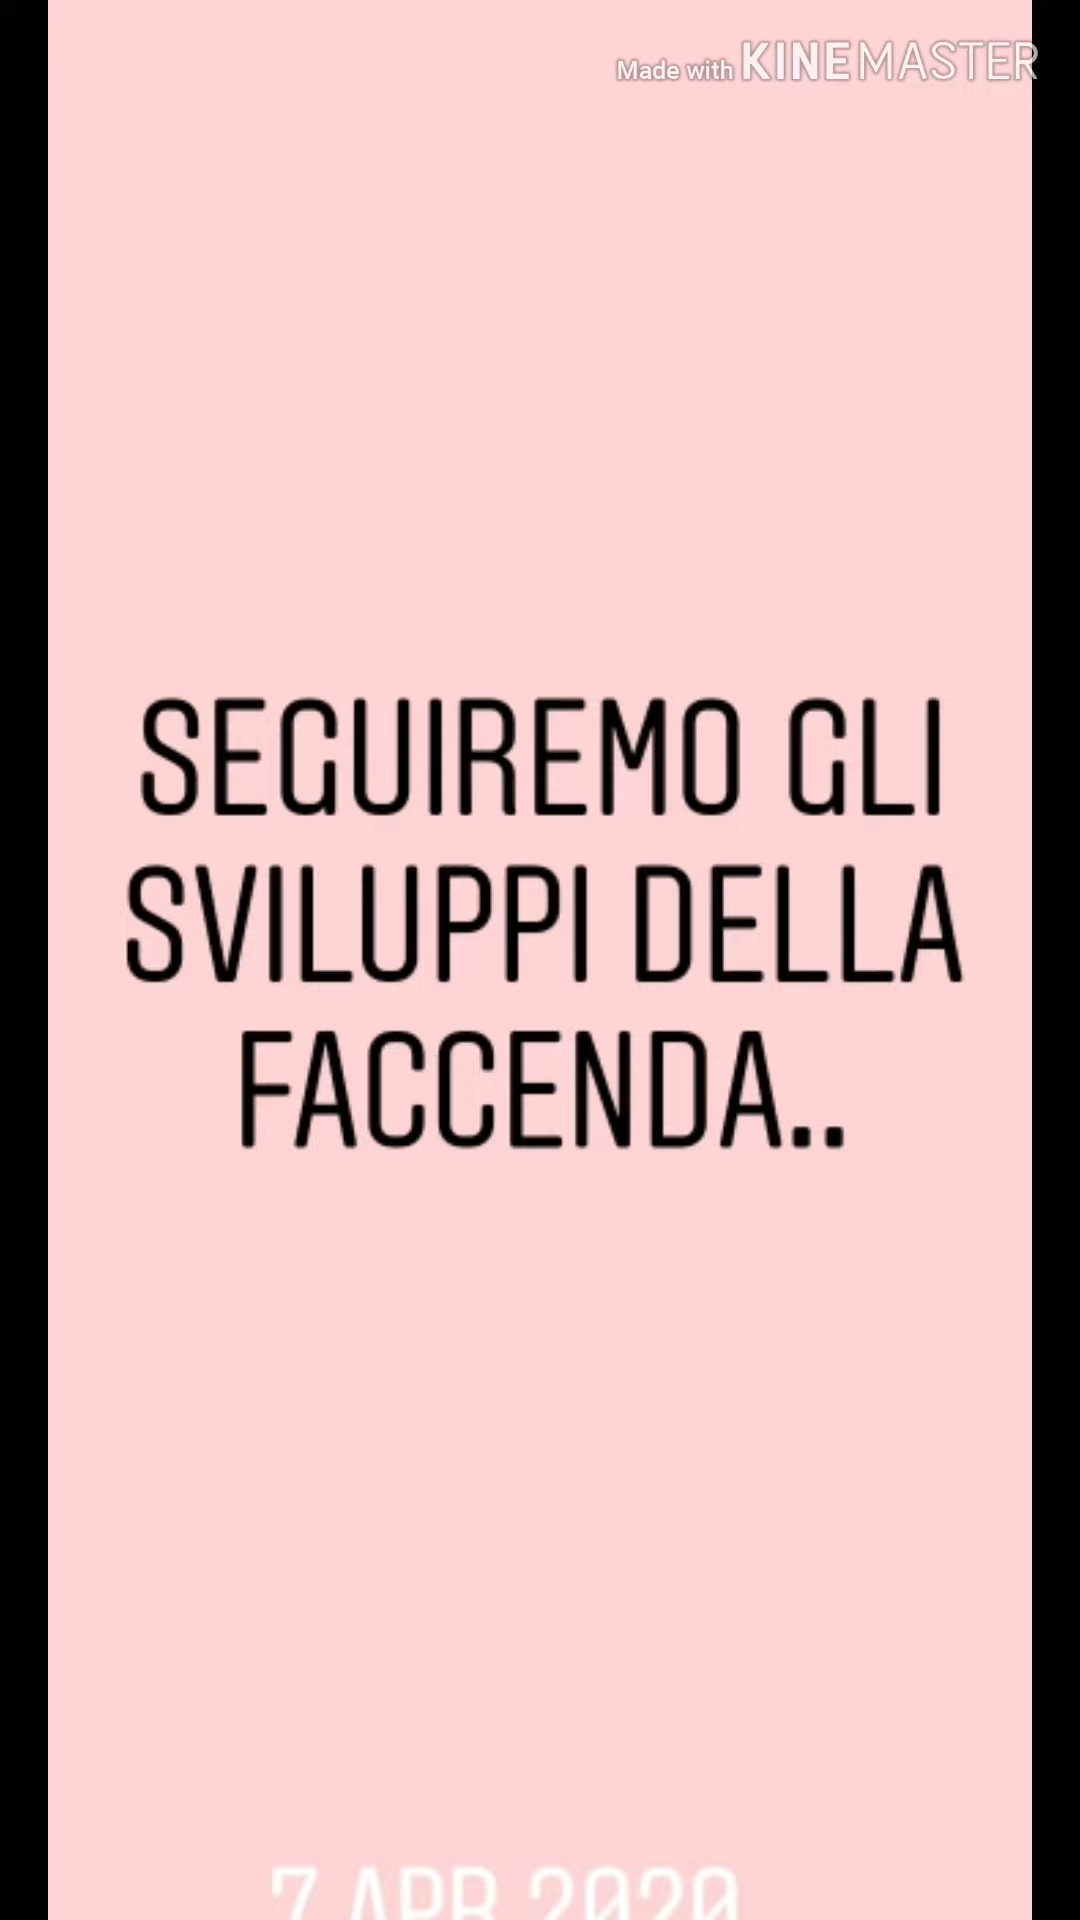 Made with KINEMASTER
SEGUIREMO GLI
SVILUPPI DELLA
FACCENDA..
7 APR 2020